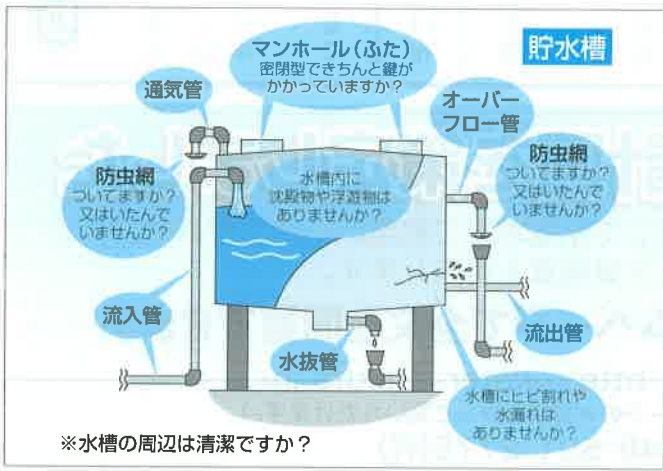 貯水槽
マンホール(ふた)
密閉型できちんと鍵が
かかっていますか?
通気管
オーバー
フロー管
防虫網
ついてますか?
又はいたんで
いませんか?
水槽内に
沈殿物や浮遊物は
ありませんか?
防虫網
ついてますか?
又はいたんで
いませんか?
流入管
水抜管
流出管
水槽にヒビ割れや
水漏れは
ありませんか?
※水槽の周辺は清潔ですか?